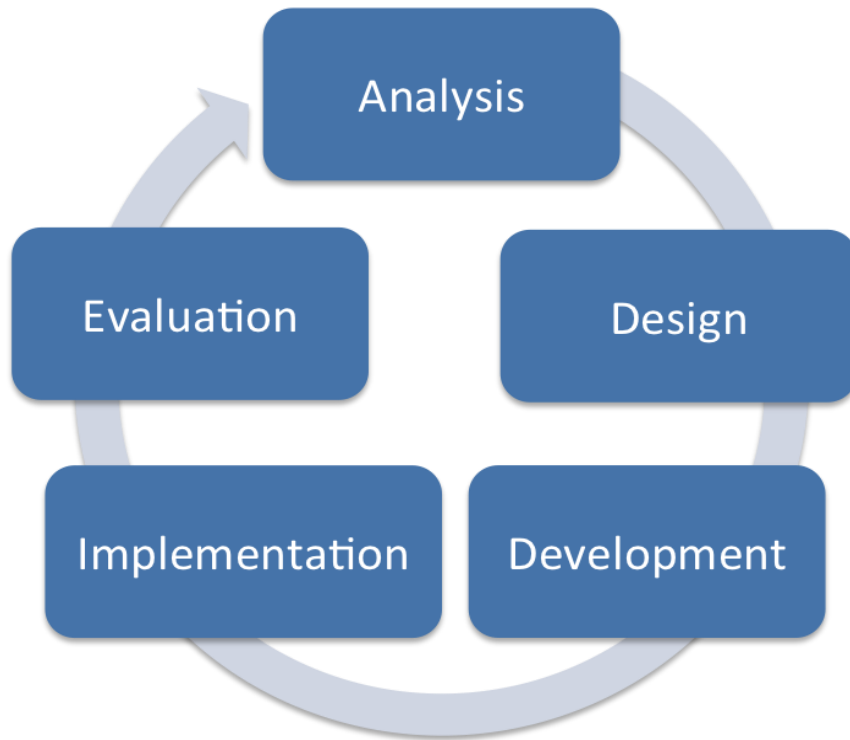 Analysis
Design
Development
Implementation
Evaluation